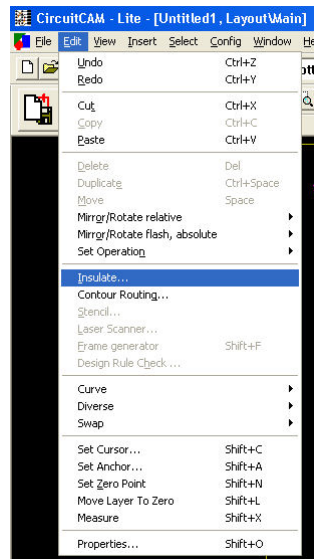 CircuitCAM - Lite - [Untitled1 , Layout\Main]
File Edit View Insert Select Config Window
Undo Ctrl+Z
Redo Ctrl+Y
Cut Ctrl+X
Copy Ctrl+C
Paste Ctrl+V
Delete Del
Duplicate Ctrl+Space
Move Space
Mirror/Rotate relative
Mirror/Rotate flash, absolute
Set Operation
Insulate...
Contour Routing...
Stencil...
Laser Scanner...
Frame generator Shift+F
Design Rule Check ...
Curve
Diverse
Swap
Set Cursor... Shift+C
Set Anchor... Shift+A
Set Zero Point Shift+N
Move Layer To Zero Shift+L
Measure Shift+X
Properties... Shift+O